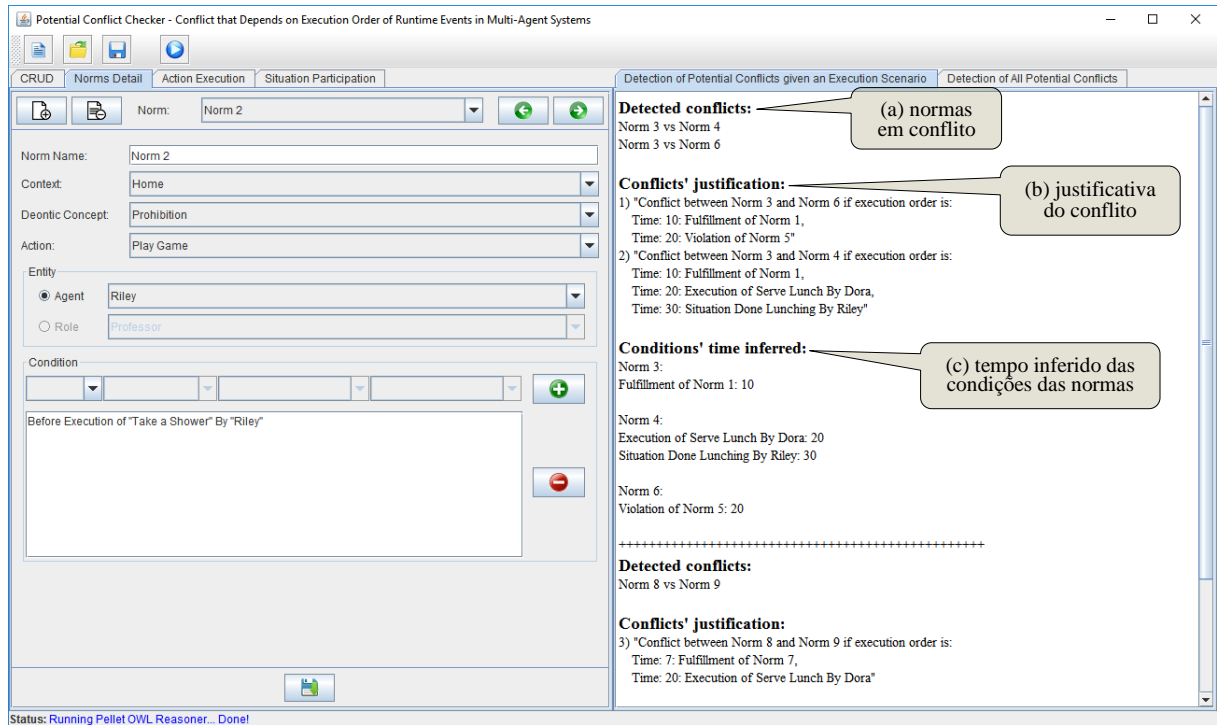 Potential Conflict Checker - Conflict that Depends on Execution Order of Runtime Events in Multi-Agent Systems
CRUD
Norms Detail
Action Execution
Situation Participation
Norm:
Norm 2
Norm Name:
Norm 2
Context:
Home
Deontic Concept:
Prohibition
Action:
Play Game
Entity
Agent
Riley
Role
Professor
Condition
Before Execution of "Take a Shower" By "Riley"
Detection of Potential Conflicts given an Execution Scenario
Detection of All Potential Conflicts
Detected conflicts:
Norm 3 vs Norm 4
Norm 3 vs Norm 6
(a) normas
em conflito
Conflicts' justification:
1) "Conflict between Norm 3 and Norm 6 if execution order is:
Time: 10: Fulfillment of Norm 1,
Time: 20: Violation of Norm 5"
2) "Conflict between Norm 3 and Norm 4 if execution order is:
Time: 10: Fulfillment of Norm 1,
Time: 20: Execution of Serve Lunch By Dora,
Time: 30: Situation Done Lunching By Riley"
(b) justificativa
do conflito
Conditions' time inferred:
Norm 3:
Fulfillment of Norm 1: 10
(c) tempo inferido das
condições das normas
Norm 4:
Execution of Serve Lunch By Dora: 20
Situation Done Lunching By Riley: 30
Norm 6:
Violation of Norm 5: 20
+++++++++++++++++++++++++++++++++++++++++++++++++
Detected conflicts:
Norm 8 vs Norm 9
Conflicts' justification:
3) "Conflict between Norm 8 and Norm 9 if execution order is:
Time: 7: Fulfillment of Norm 7,
Time: 20: Execution of Serve Lunch By Dora"
Status: Running Pellet OWL Reasoner... Done!